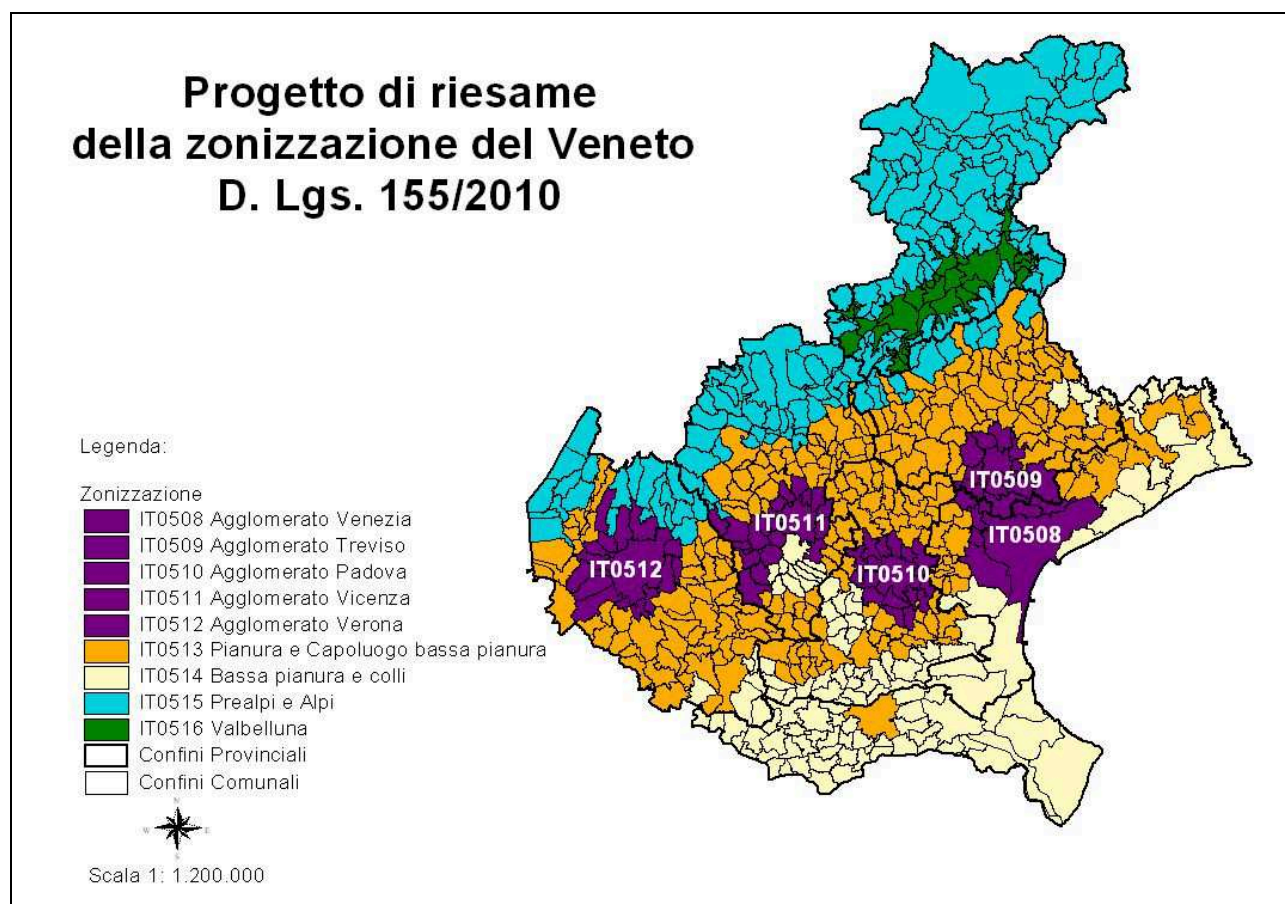 Progetto di riesame
della zonizzazione del Veneto
D. Lgs. 155/2010
Legenda:
Zonizzazione
IT0508 Agglomerato Venezia
IT0509 Agglomerato Treviso
IT0510 Agglomerato Padova
IT0511 Agglomerato Vicenza
IT0512 Agglomerato Verona
IT0513 Pianura e Capoluogo bassa pianura
IT0514 Bassa pianura e colli
IT0515 Prealpi e Alpi
IT0516 Valbelluna
Confini Provinciali
Confini Comunali
N
W E
S
Scala 1: 1.200.000
IT0509
IT0511
IT0508
IT0512
IT0510